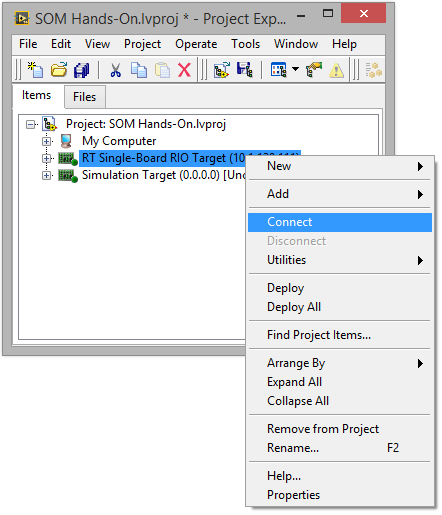 SOM Hands-On.lvproj * - Project Exp...
File Edit View Project Operate Tools Window Help
Items Files
Project: SOM Hands-On.lvproj
My Computer
RT Single-Board RIO Target
Simulation Target (0.0.0.0)
New
Add
Connect
Disconnect
Utilities
Deploy
Deploy All
Find Project Items...
Arrange By
Expand All
Collapse All
Remove from Project
Rename... F2
Help...
Properties